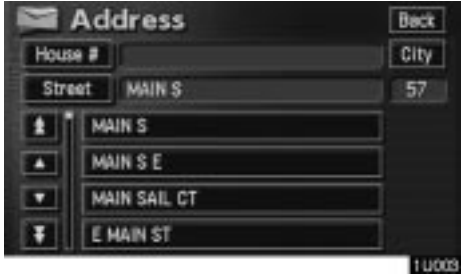 Address Back
House # City
Street MAIN S 57
MAIN S
MAIN S E
MAIN SAIL CT
E MAIN ST
1U003